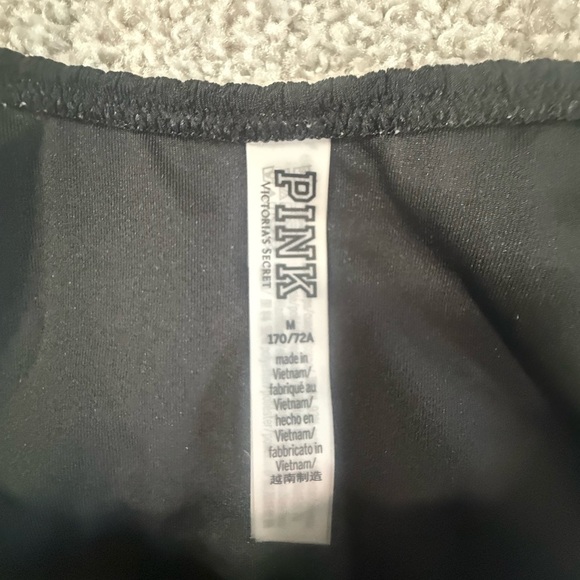 PINK
VICTORIA'S SECRET
M
170/72A
made in
Vietnam/
fabriqué au
Vietnam/
hecho en
Vietnam/
fabbricato in
Vietnam/
越南制造